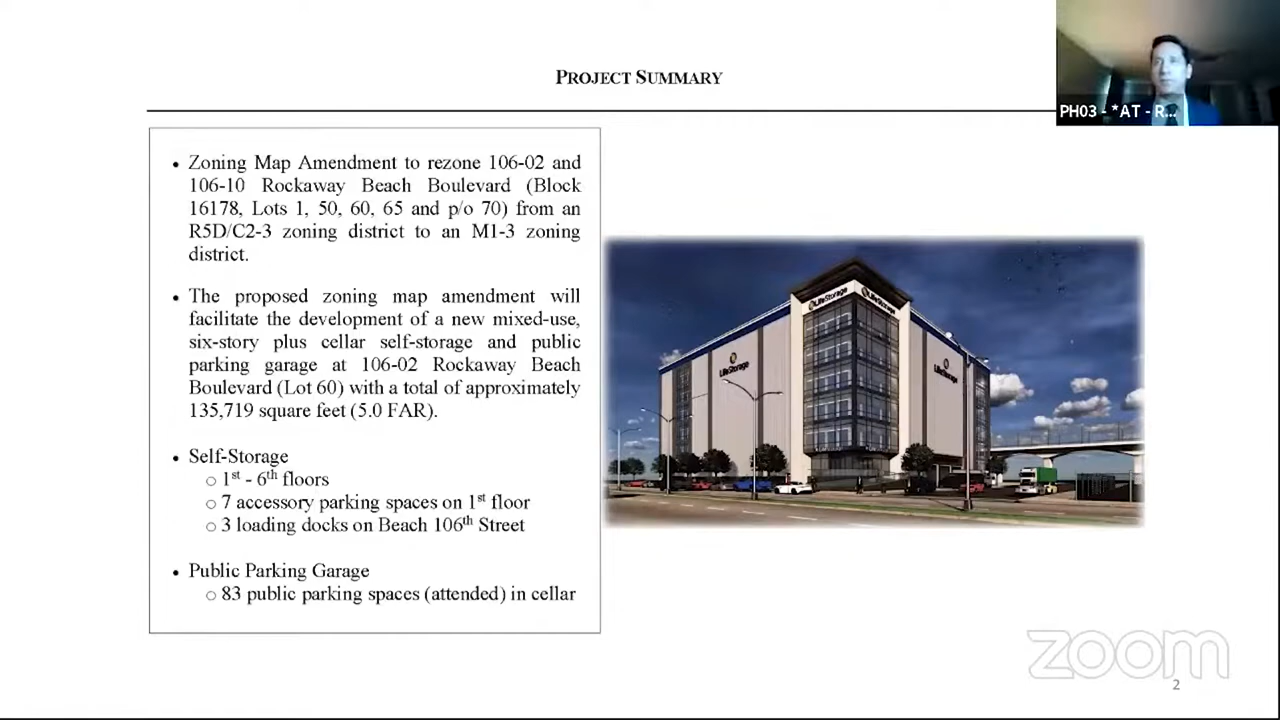 PROJECT SUMMARY
PH03 - *AT - R...
• Zoning Map Amendment to rezone 106-02 and
106-10 Rockaway Beach Boulevard (Block
16178, Lots 1, 50, 60, 65 and p/o 70) from an
R5D/C2-3 zoning district to an M1-3 zoning
district.
• The proposed zoning map amendment will
facilitate the development of a new mixed-use,
six-story plus cellar self-storage and public
parking garage at 106-02 Rockaway Beach
Boulevard (Lot 60) with a total of approximately
135,719 square feet (5.0 FAR).
• Self-Storage
○ 1st - 6th floors
○ 7 accessory parking spaces on 1st floor
○ 3 loading docks on Beach 106th Street
• Public Parking Garage
○ 83 public parking spaces (attended) in cellar
LifeStorage
LifeStorage
LifeStorage
LifeStorage
zoom
2